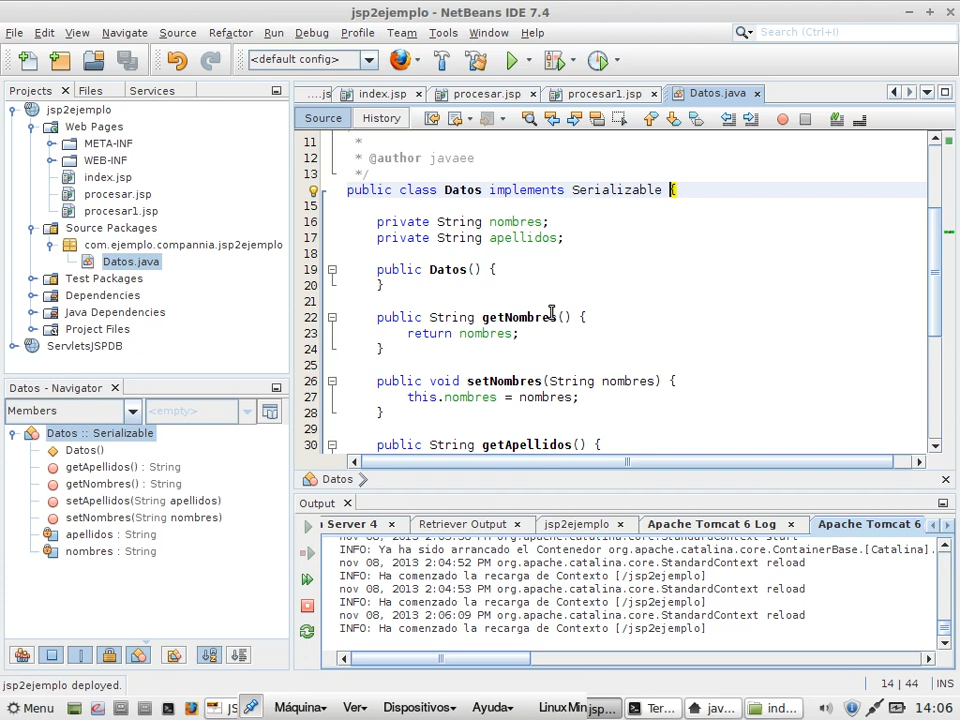 jsp2ejemplo - NetBeans IDE 7.4
File Edit View Navigate Source Refactor Run Debug Profile Team Tools Window Help
Search (Ctrl+I)
<default config>
Projects Files Services
jsp2ejemplo
Web Pages
META-INF
WEB-INF
index.jsp
procesar.jsp
procesar1.jsp
Source Packages
com.ejemplo.compannia.jsp2ejemplo
Datos.java
Test Packages
Dependencies
Java Dependencies
Project Files
ServletsJSPDB
Datos - Navigator
Members
<empty>
Datos :: Serializable
Datos()
getApellidos() : String
getNombres() : String
setApellidos(String apellidos)
setNombres(String nombres)
apellidos : String
nombres : String
....js index.jsp procesar.jsp procesar1.jsp Datos.java
Source History
11 *
12 * @author javaee
13 */
public class Datos implements Serializable {
15
16 private String nombres;
17 private String apellidos;
18
19 public Datos() {
20 }
21
22 public String getNombres() {
23 return nombres;
24 }
25
26 public void setNombres(String nombres) {
27 this.nombres = nombres;
28 }
29
30 public String getApellidos() {
Datos
Output
Server 4 Retriever Output jsp2ejemplo Apache Tomcat 6 Log Apache Tomcat 6
INFO: Ya ha sido arrancado el Contenedor org.apache.catalina.core.ContainerBase.[Catalina].
nov 08, 2013 2:04:52 PM org.apache.catalina.core.StandardContext reload
INFO: Ha comenzado la recarga de Contexto [/jsp2ejemplo]
nov 08, 2013 2:04:53 PM org.apache.catalina.core.StandardContext reload
INFO: Ha comenzado la recarga de Contexto [/jsp2ejemplo]
nov 08, 2013 2:06:09 PM org.apache.catalina.core.StandardContext reload
INFO: Ha comenzado la recarga de Contexto [/jsp2ejemplo]
jsp2ejemplo deployed.
14 | 44 INS
Menu JS Máquina Ver Dispositivos Ayuda Linux Min jsp... Ter... jav... ind... 14:06